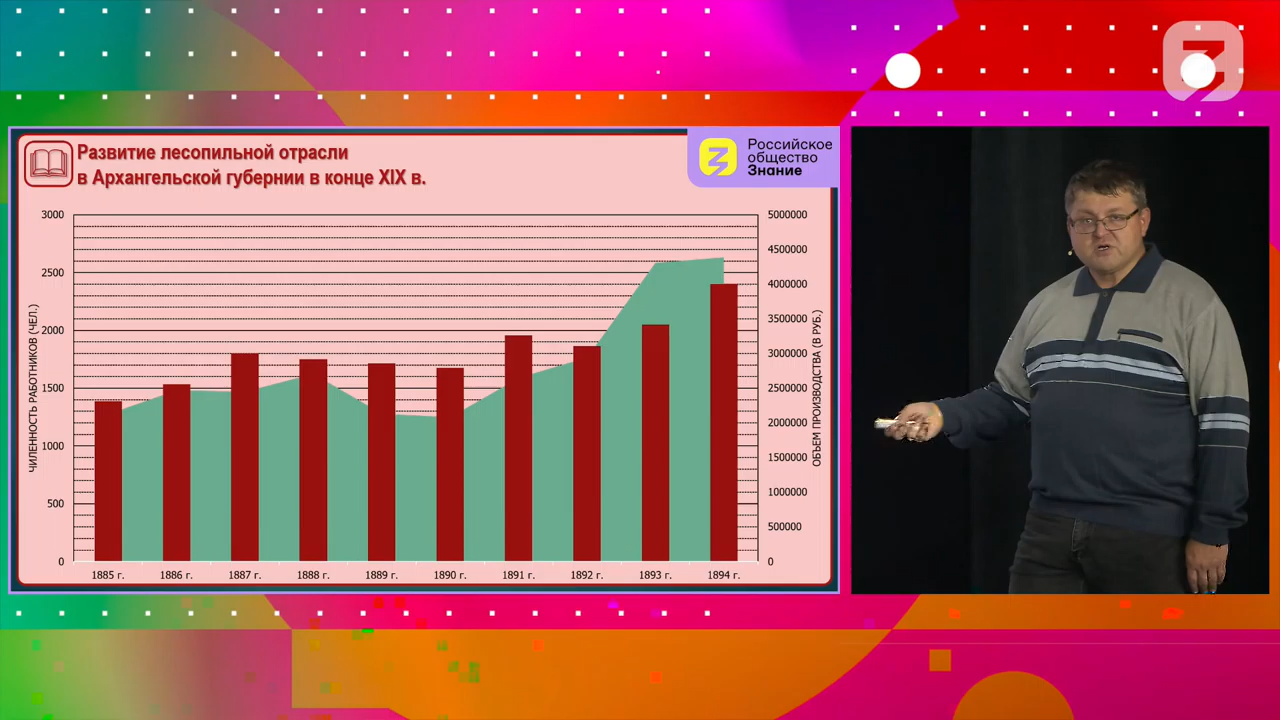 Развитие лесопильной отрасли
в Архангельской губернии в конце XIX в.
Российское
общество
Знание
3000
2500
2000
1500
1000
500
0
ЧИЛЕННОСТЬ РАБОТНИКОВ (ЧЕЛ.)
5000000
4500000
4000000
3500000
3000000
2500000
2000000
1500000
1000000
500000
0
ОБЪЕМ ПРОИЗВОДСТВА (В РУБ.)
1885 г. 1886 г. 1887 г. 1888 г. 1889 г. 1890 г. 1891 г. 1892 г. 1893 г. 1894 г.